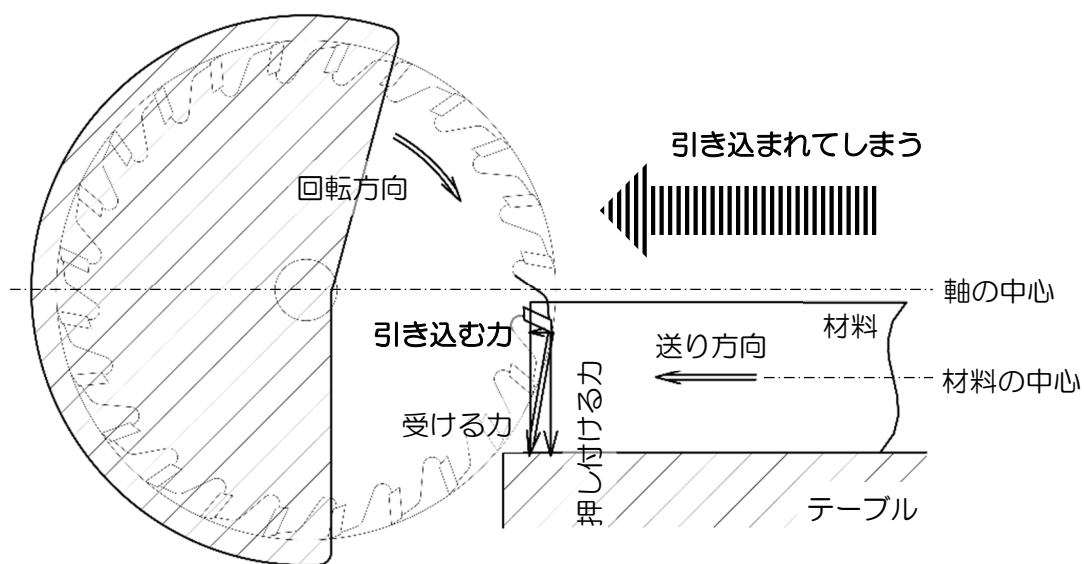 引き込まれてしまう
回転方向
軸の中心
材料
引き込む力
送り方向
材料の中心
受ける力
押し付ける力
テーブル